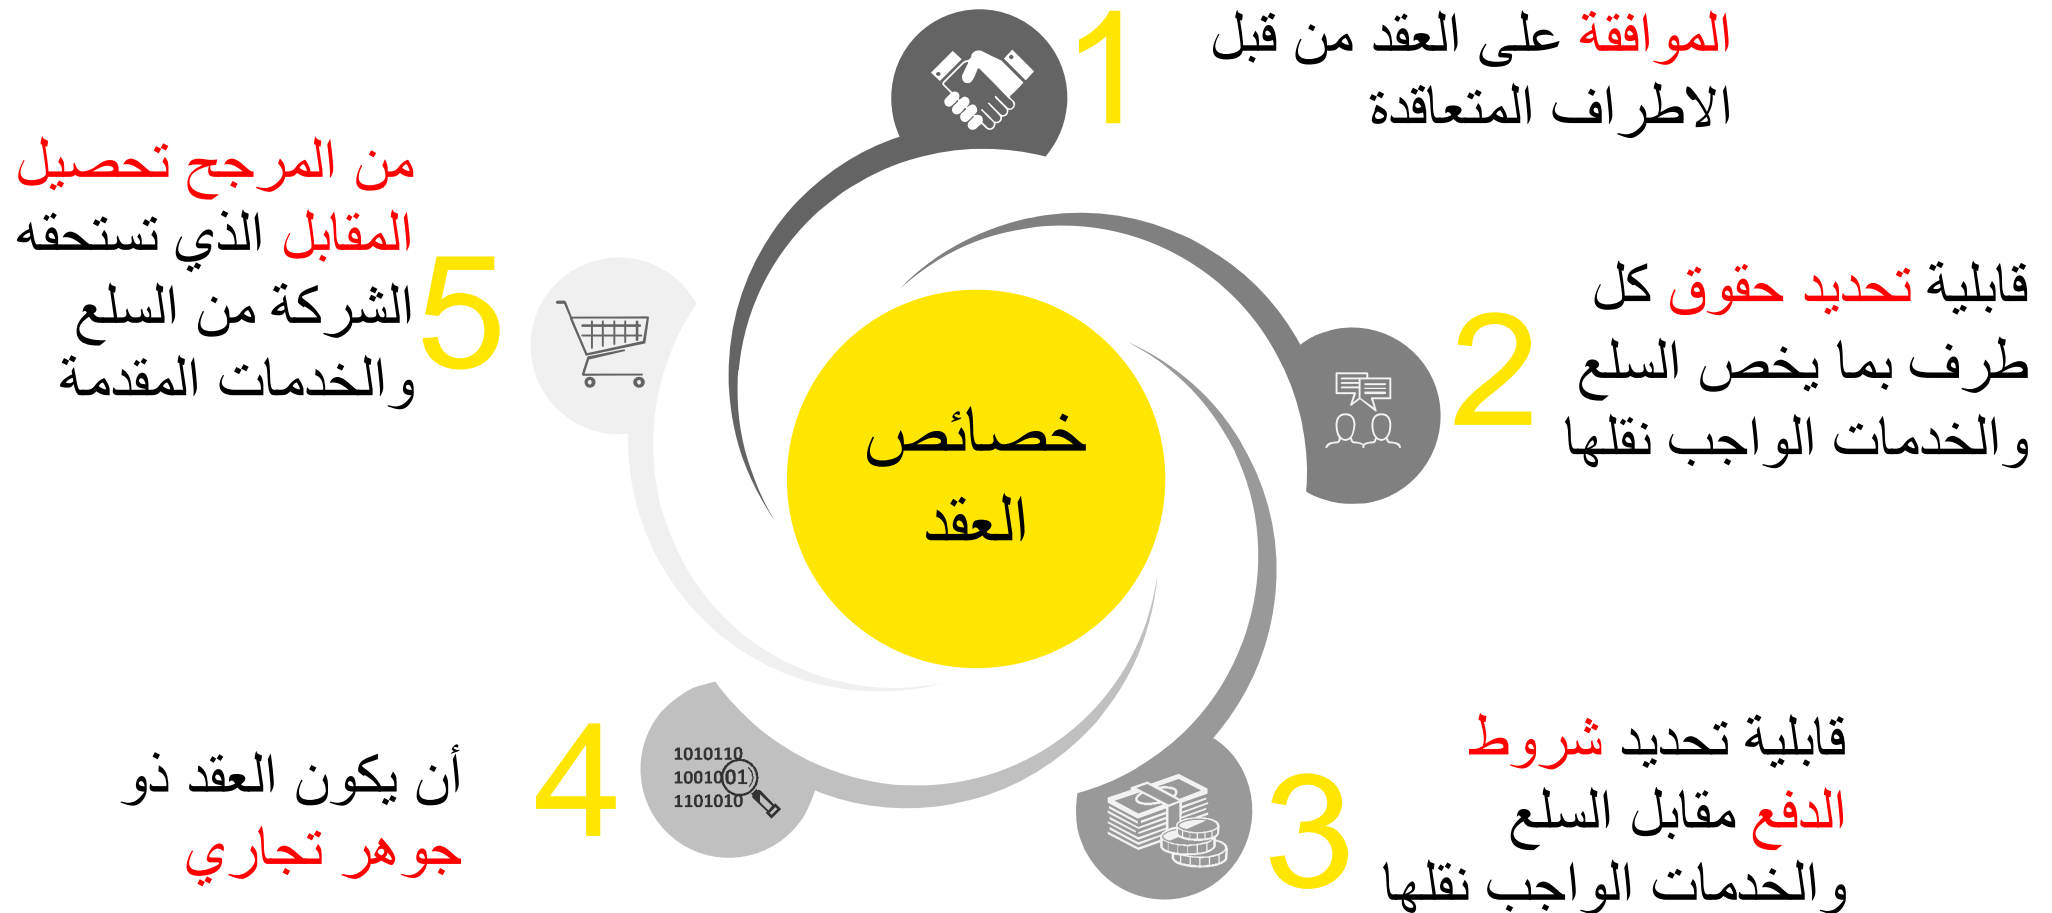 خصائص
العقد
1
الموافقة على العقد من قبل
الاطراف المتعاقدة
2
قابلية تحديد حقوق كل
طرف بما يخص السلع
والخدمات الواجب نقلها
3
قابلية تحديد شروط
الدفع مقابل السلع
والخدمات الواجب نقلها
4
أن يكون العقد ذو
جوهر تجاري
1010110
1001001
1101010
5
من المرجح تحصيل
المقابل الذي تستحقه
الشركة من السلع
والخدمات المقدمة